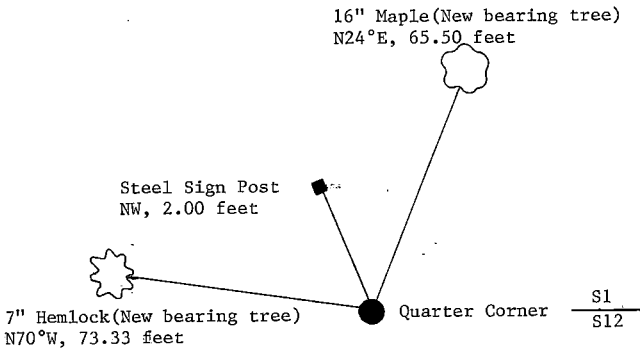 16" Maple(New bearing tree)
N24°E, 65.50 feet
Steel Sign Post
NW, 2.00 feet
Quarter Corner
S1
S12
7" Hemlock(New bearing tree)
N70°W, 73.33 feet